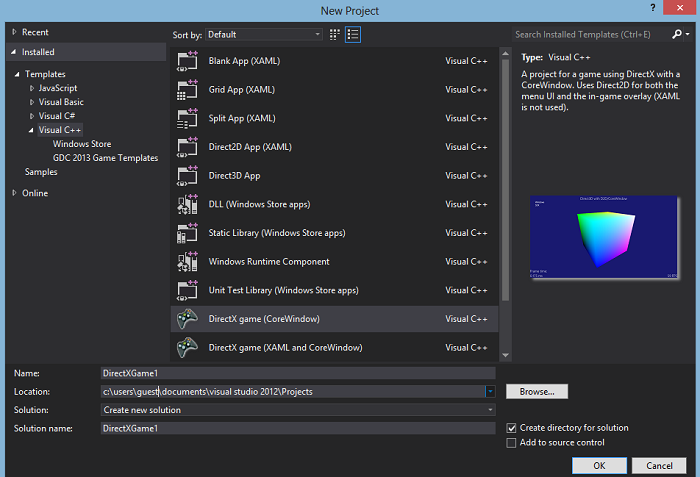 New Project
? ×
Recent
Installed
Templates
JavaScript
Visual Basic
Visual C#
Visual C++
Windows Store
GDC 2013 Game Templates
Samples
Online
Sort by: Default
Search Installed Templates (Ctrl+E)
Blank App (XAML) Visual C++
Grid App (XAML) Visual C++
Split App (XAML) Visual C++
Direct2D App (XAML) Visual C++
Direct3D App Visual C++
DLL (Windows Store apps) Visual C++
Static Library (Windows Store apps) Visual C++
Windows Runtime Component Visual C++
Unit Test Library (Windows Store apps) Visual C++
DirectX game (CoreWindow) Visual C++
DirectX game (XAML and CoreWindow) Visual C++
Type: Visual C++
A project for a game using DirectX with a
CoreWindow. Uses Direct2D for both the
menu UI and the in-game overlay (XAML
is not used).
Name: DirectXGame1
Location: c:\users\guest\documents\visual studio 2012\Projects
Browse...
Solution: Create new solution
Solution name: DirectXGame1
Create directory for solution
Add to source control
OK Cancel